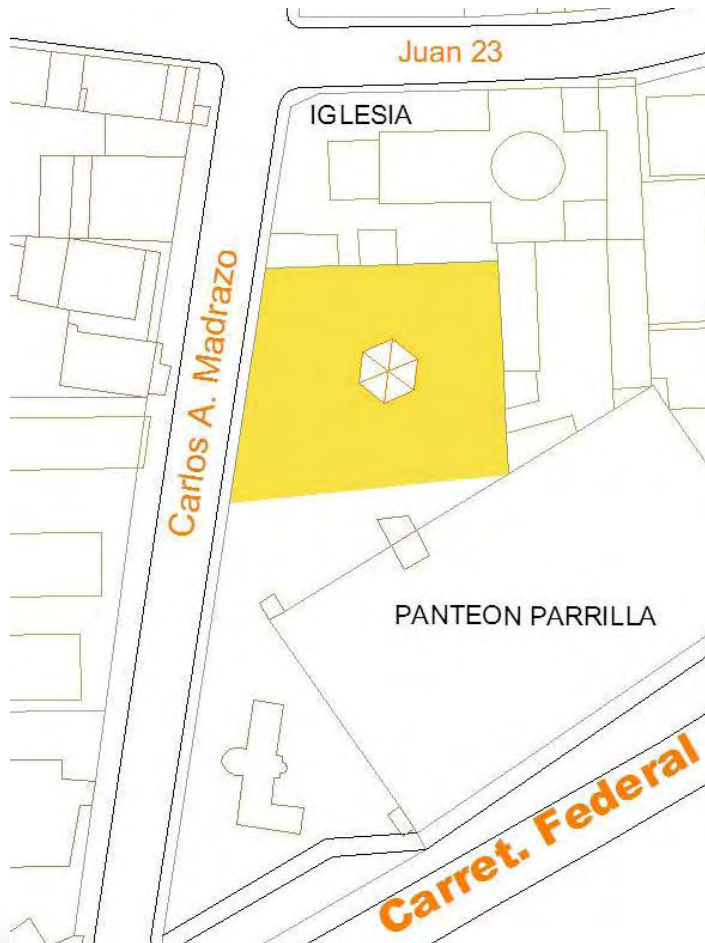 Juan 23
IGLESIA
Carlos A. Madrazo
PANTEON PARRILLA
Carret. Federal